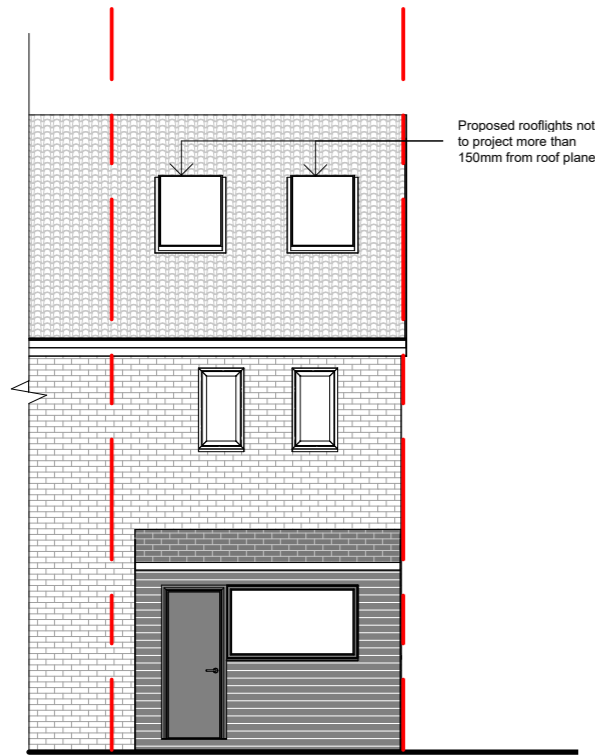 Proposed rooflights not
to project more than
150mm from roof plane